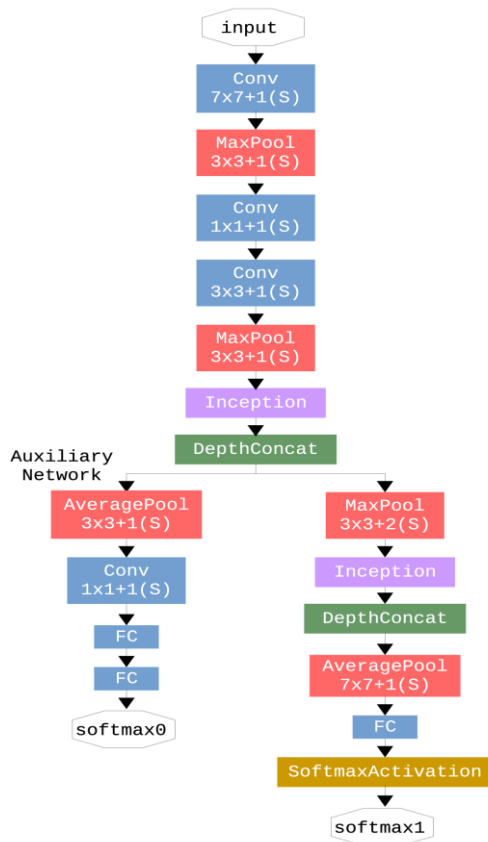 input
Conv
7x7+1(S)
MaxPool
3x3+1(S)
Conv
1x1+1(S)
Conv
3x3+1(S)
MaxPool
3x3+1(S)
Inception
DepthConcat
Auxiliary
Network
AveragePool
3x3+1(S)
Conv
1x1+1(S)
FC
FC
softmax0
MaxPool
3x3+2(S)
Inception
DepthConcat
AveragePool
7x7+1(S)
FC
SoftmaxActivation
softmax1